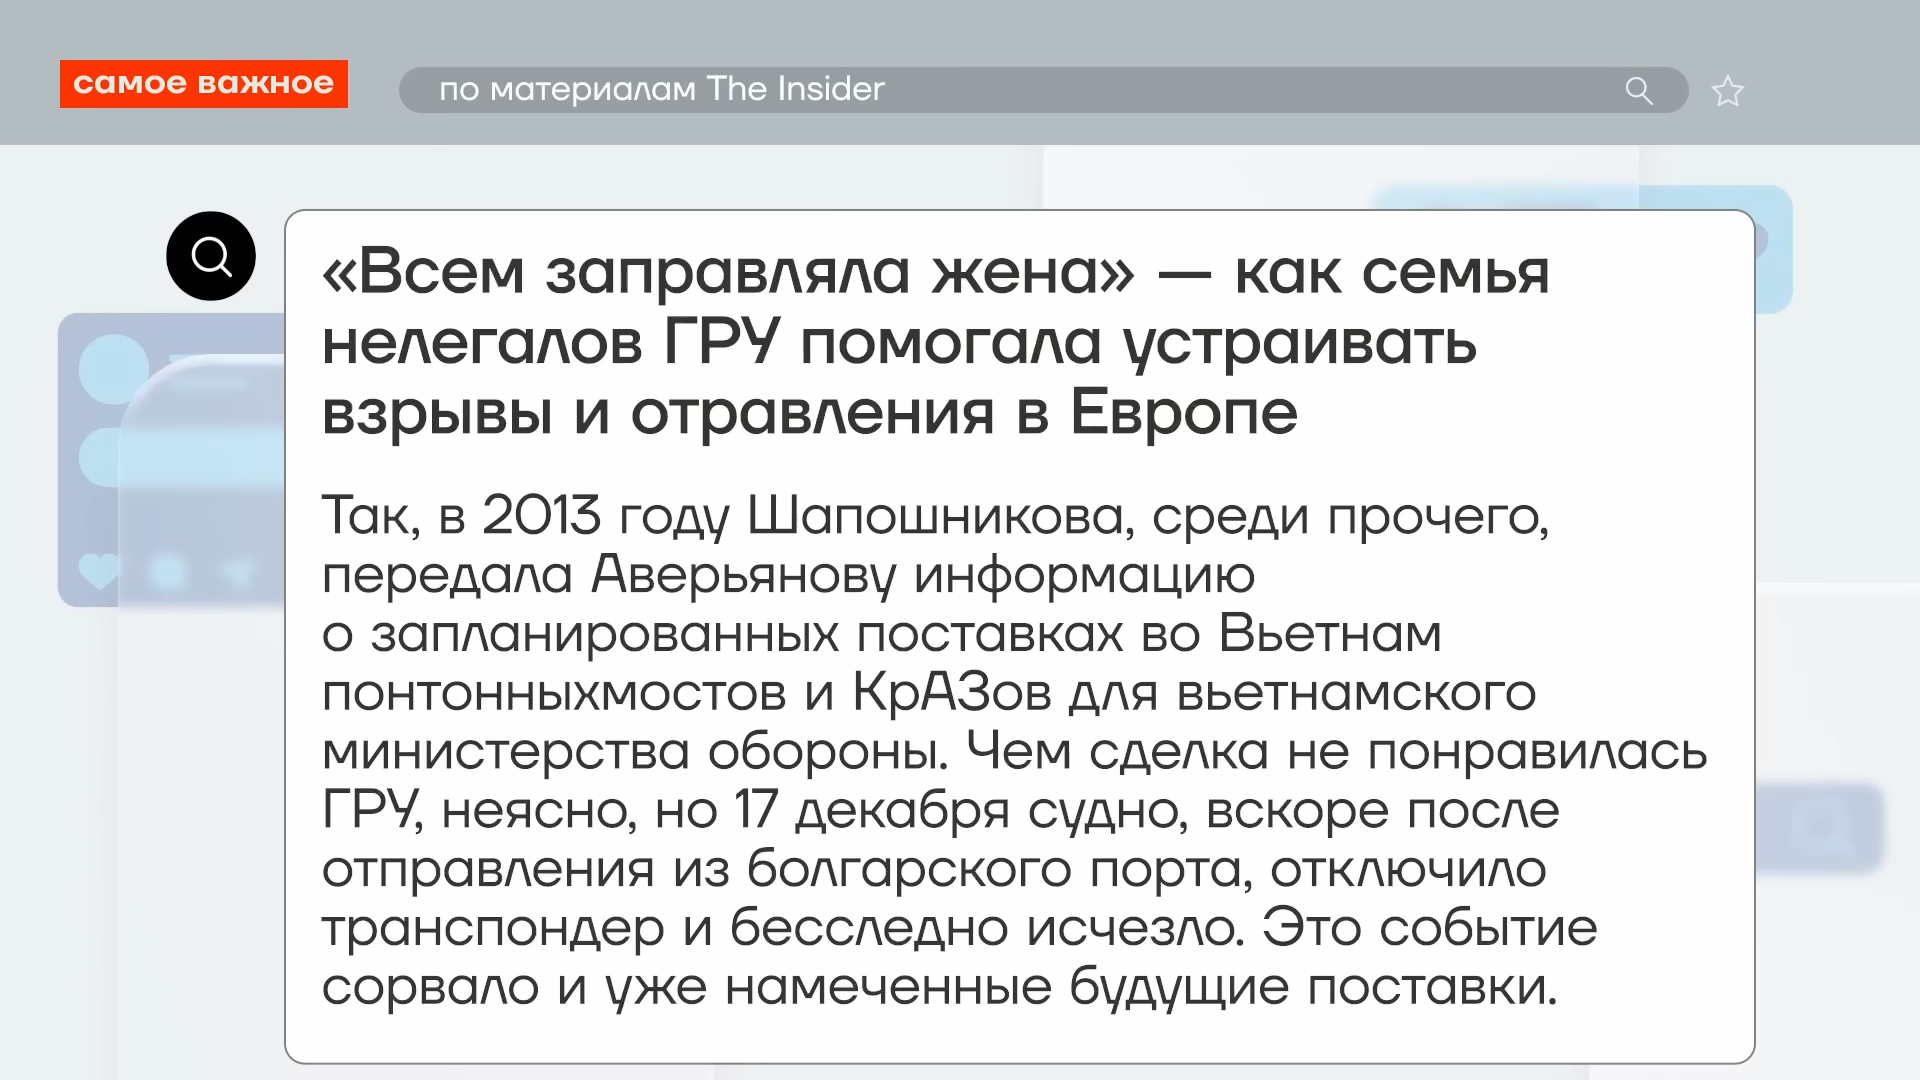 самое важное
по материалам The Insider
«Всем заправляла жена» — как семья
нелегалов ГРУ помогала устраивать
взрывы и отравления в Европе
Так, в 2013 году Шапошникова, среди прочего,
передала Аверьянову информацию
о запланированных поставках во Вьетнам
понтонныхмостов и КрАЗов для вьетнамского
министерства обороны. Чем сделка не понравилась
ГРУ, неясно, но 17 декабря судно, вскоре после
отправления из болгарского порта, отключило
транспондер и бесследно исчезло. Это событие
сорвало и уже намеченные будущие поставки.